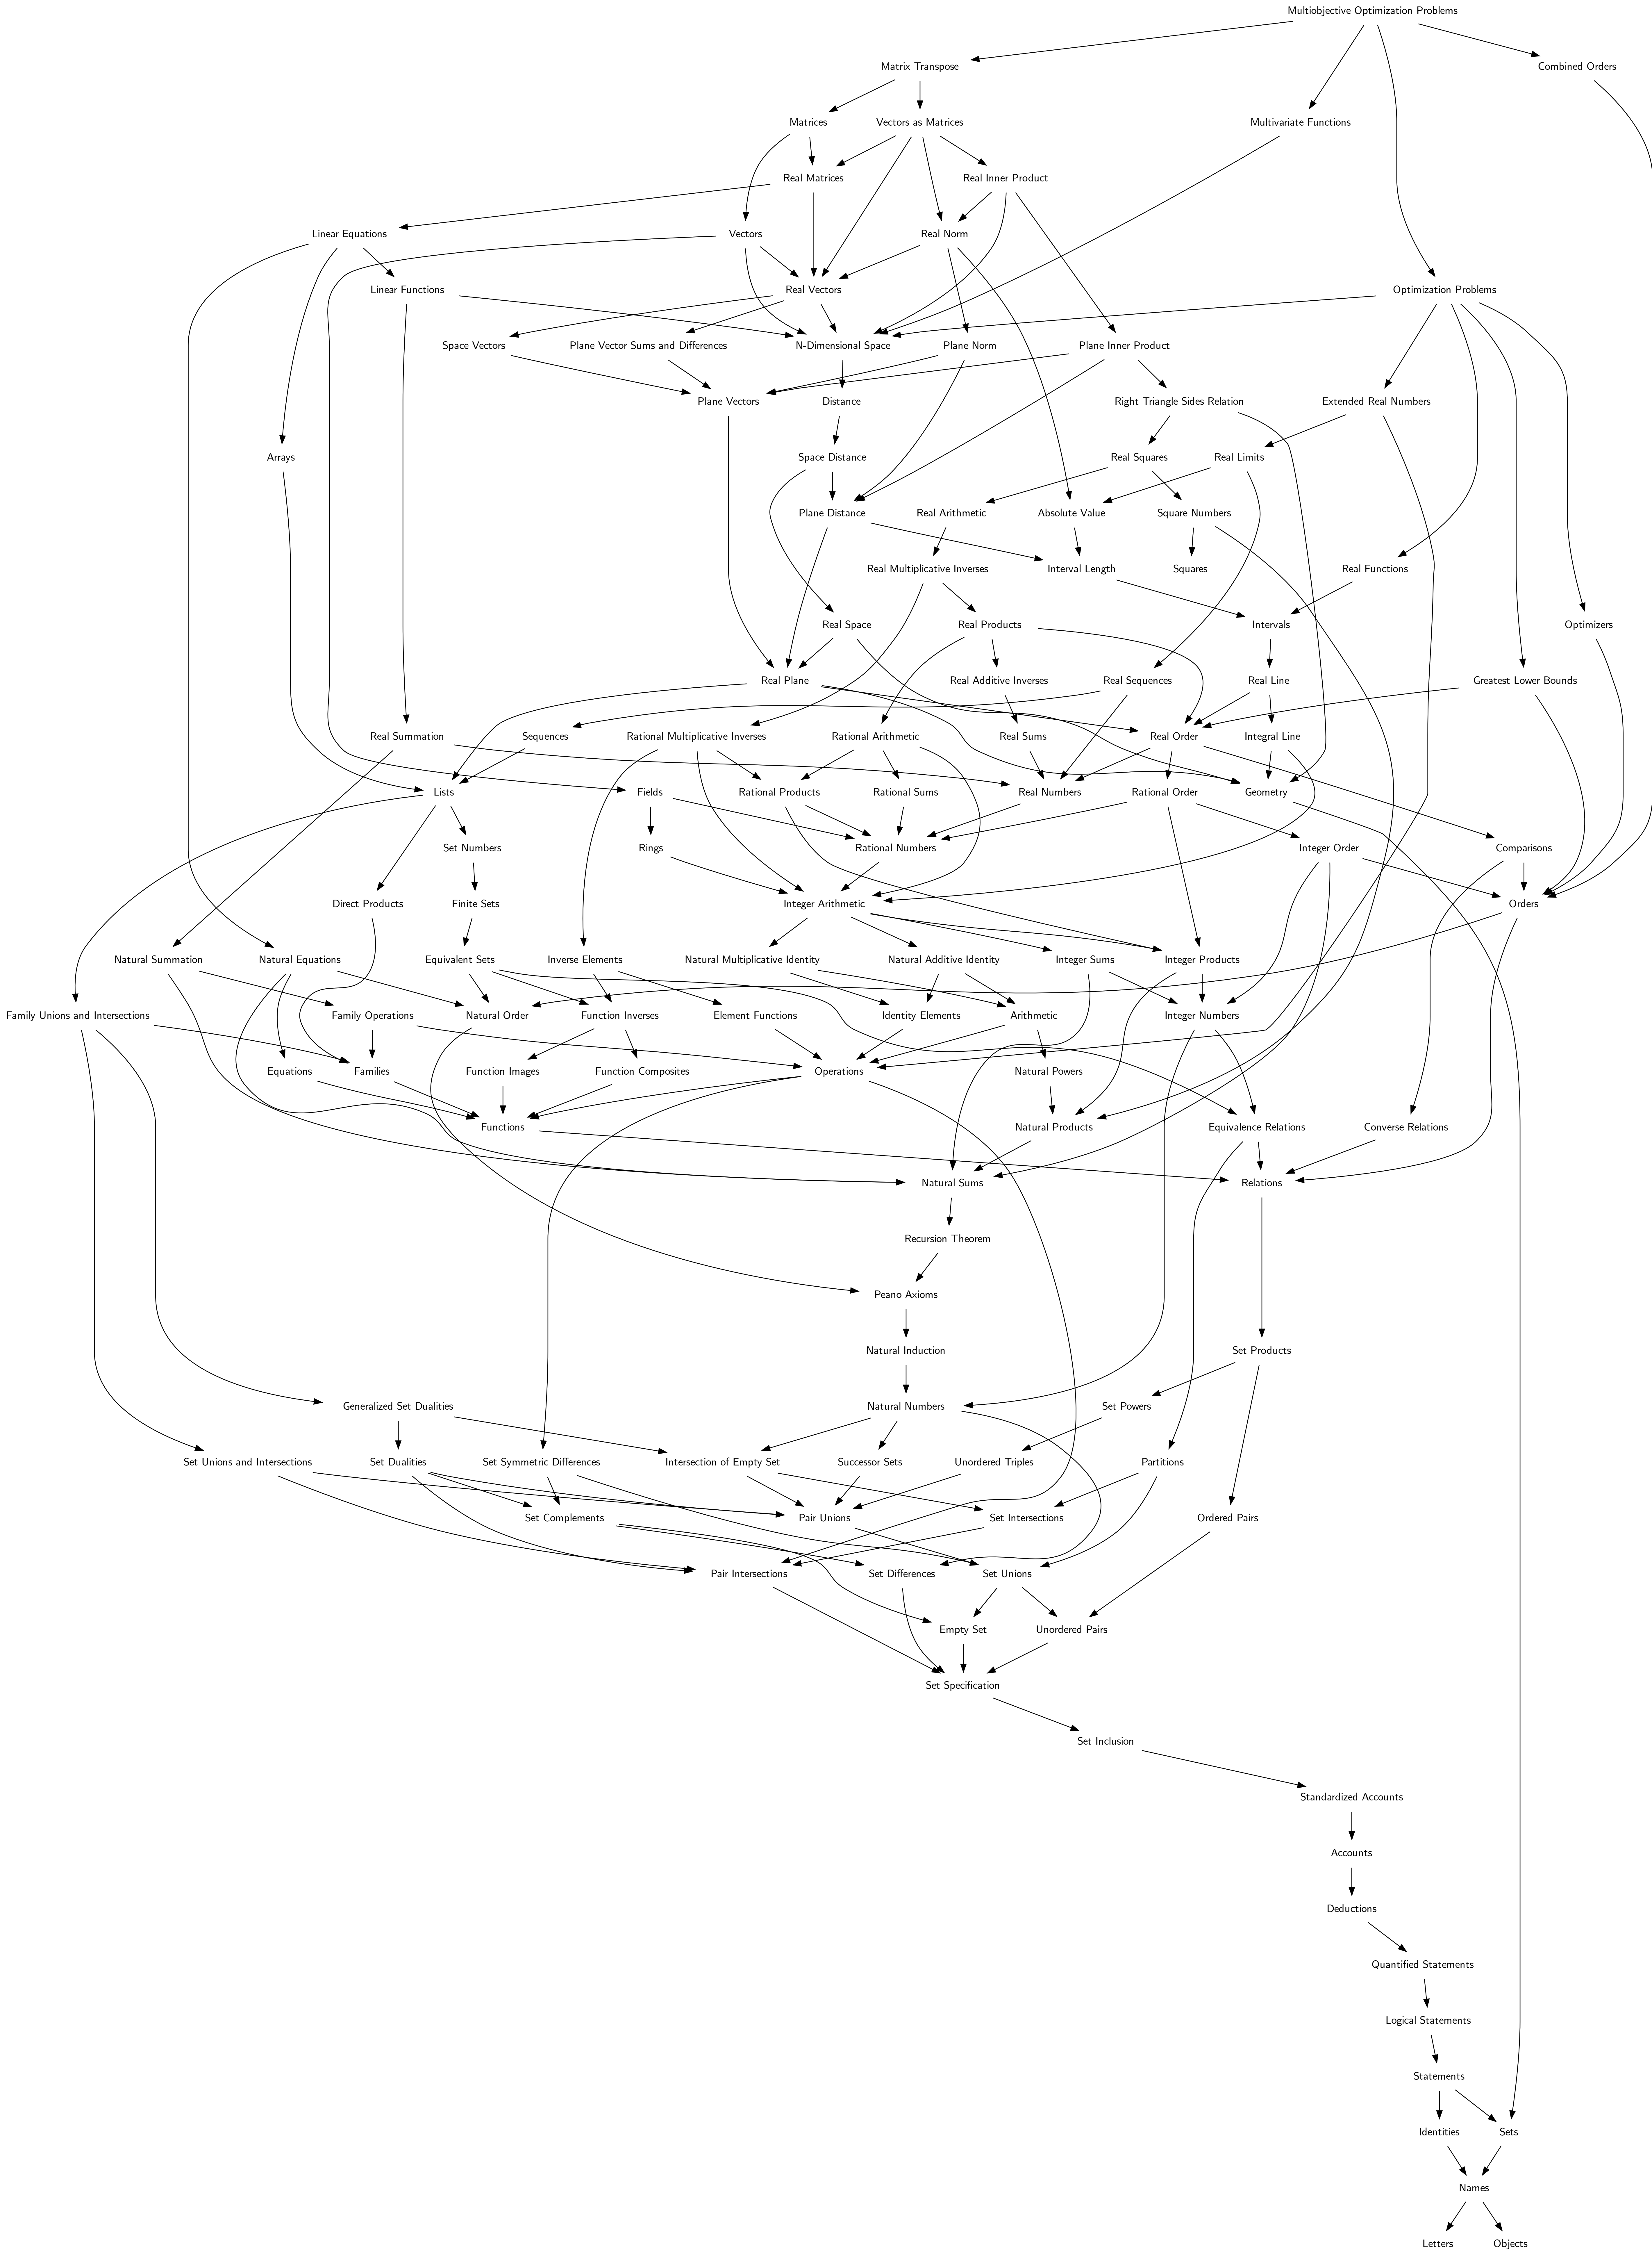 Multiobjective Optimization Problems
Matrix Transpose
Combined Orders
Matrices
Vectors as Matrices
Multivariate Functions
Real Matrices
Real Inner Product
Linear Equations
Vectors
Real Norm
Linear Functions
Real Vectors
Optimization Problems
Space Vectors
Plane Vector Sums and Differences
N-Dimensional Space
Plane Norm
Plane Inner Product
Plane Vectors
Distance
Right Triangle Sides Relation
Extended Real Numbers
Arrays
Space Distance
Real Squares
Real Limits
Plane Distance
Real Arithmetic
Absolute Value
Square Numbers
Real Multiplicative Inverses
Interval Length
Squares
Real Functions
Real Space
Real Products
Intervals
Optimizers
Real Plane
Real Additive Inverses
Real Sequences
Real Line
Greatest Lower Bounds
Real Summation
Sequences
Rational Multiplicative Inverses
Rational Arithmetic
Real Sums
Real Order
Integral Line
Lists
Fields
Rational Products
Rational Sums
Real Numbers
Rational Order
Geometry
Set Numbers
Rings
Rational Numbers
Integer Order
Comparisons
Direct Products
Finite Sets
Integer Arithmetic
Orders
Natural Summation
Natural Equations
Equivalent Sets
Inverse Elements
Natural Multiplicative Identity
Natural Additive Identity
Integer Sums
Integer Products
Family Unions and Intersections
Family Operations
Natural Order
Function Inverses
Element Functions
Identity Elements
Arithmetic
Integer Numbers
Equations
Families
Function Images
Function Composites
Operations
Natural Powers
Functions
Natural Products
Equivalence Relations
Converse Relations
Natural Sums
Relations
Recursion Theorem
Peano Axioms
Natural Induction
Set Products
Generalized Set Dualities
Natural Numbers
Set Powers
Set Unions and Intersections
Set Dualities
Set Symmetric Differences
Intersection of Empty Set
Successor Sets
Unordered Triples
Partitions
Set Complements
Pair Unions
Set Intersections
Ordered Pairs
Pair Intersections
Set Differences
Set Unions
Empty Set
Unordered Pairs
Set Specification
Set Inclusion
Standardized Accounts
Accounts
Deductions
Quantified Statements
Logical Statements
Statements
Identities
Sets
Names
Letters
Objects